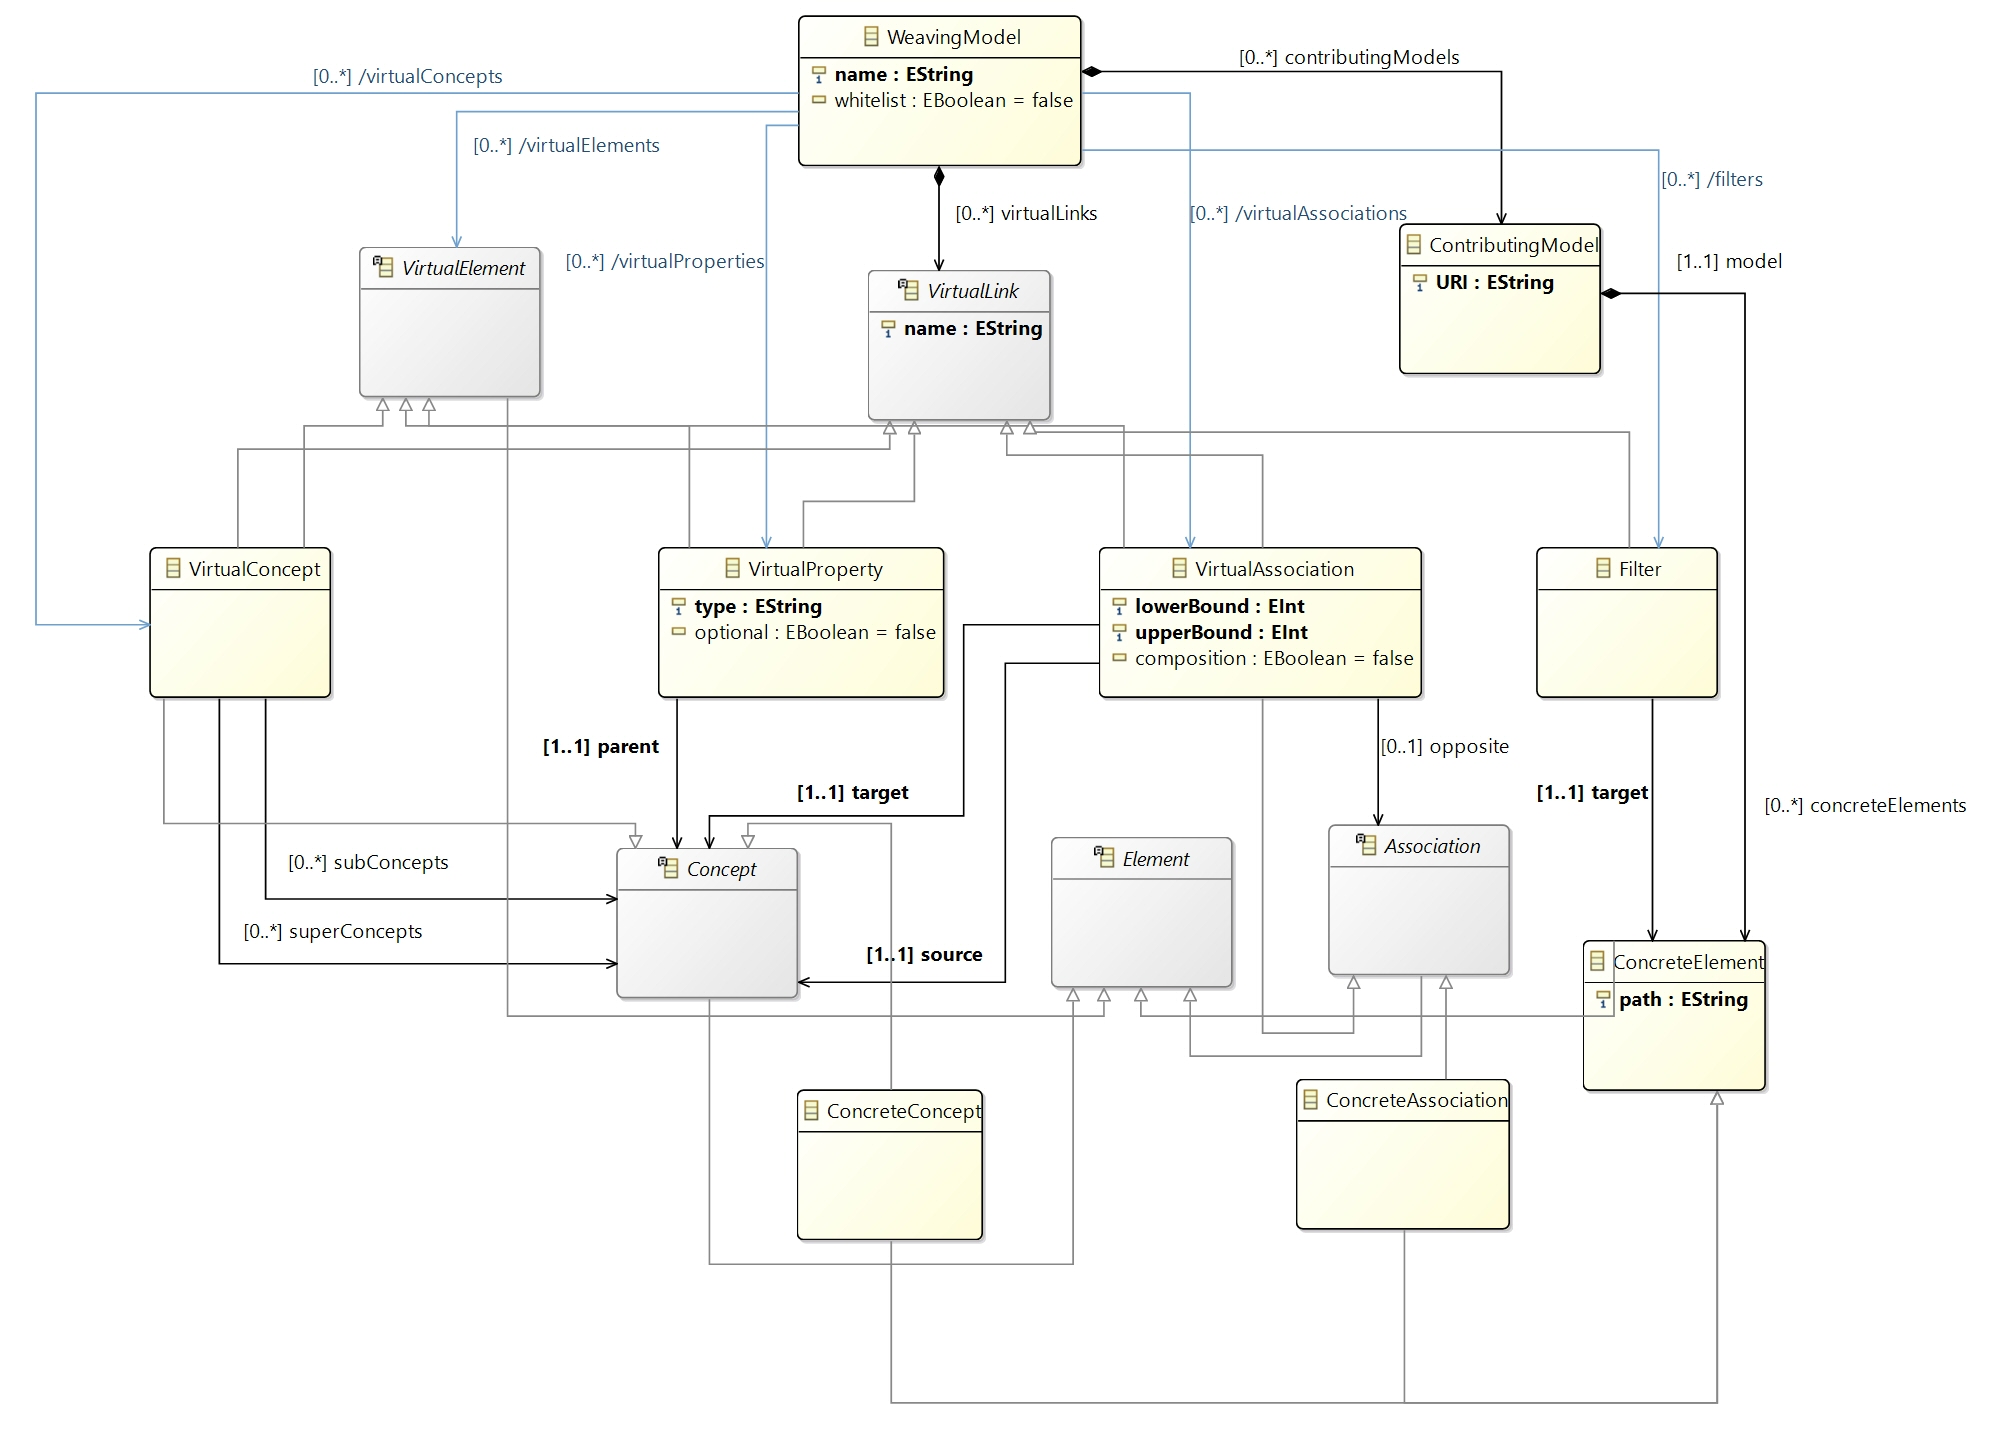 WeavingModel
name : EString
whitelist : EBoolean = false
[0..*] contributingModels
[0..*] /virtualConcepts
[0..*] /virtualElements
[0..*] /filters
[0..*] virtualLinks
[0..*] /virtualAssociations
[0..*] /virtualProperties
ContributingModel
URI : EString
[1..1] model
VirtualElement
VirtualLink
name : EString
VirtualConcept
VirtualProperty
type : EString
optional : EBoolean = false
VirtualAssociation
lowerBound : EInt
upperBound : EInt
composition : EBoolean = false
Filter
[1..1] parent
[0..1] opposite
[1..1] target
[1..1] target
[0..*] concreteElements
[0..*] subConcepts
[0..*] superConcepts
Concept
Element
Association
[1..1] source
ConcreteElement
path : EString
ConcreteConcept
ConcreteAssociation